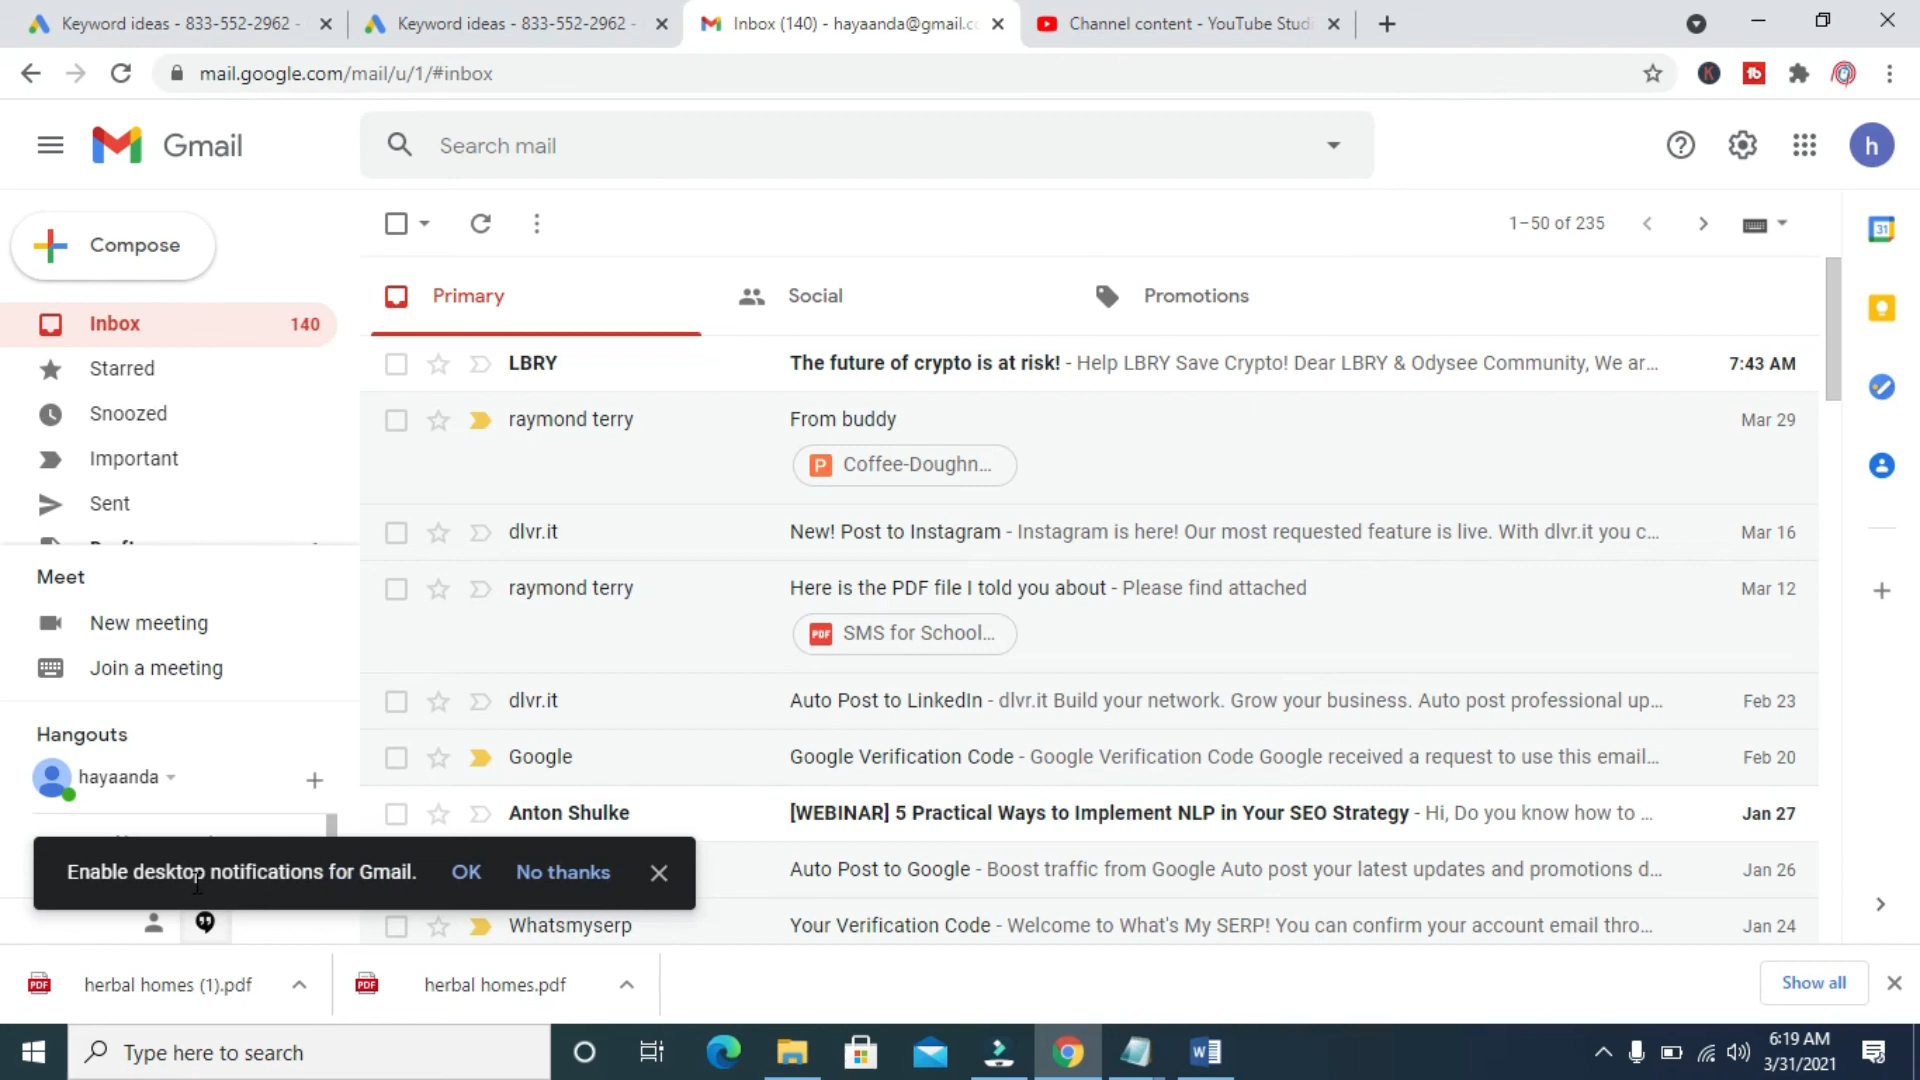 Keyword ideas - 833-552-2962 -
Keyword ideas - 833-552-2962 -
Inbox (140) - hayaanda@gmail.c
Channel content - YouTube Studi
mail.google.com/mail/u/1/#inbox
Gmail
Search mail
h
Compose
1–50 of 235
31
Primary
Social
Promotions
Inbox 140
Starred
Snoozed
Important
Sent
Meet
New meeting
Join a meeting
Hangouts
hayaanda
LBRY The future of crypto is at risk! - Help LBRY Save Crypto! Dear LBRY & Odysee Community, We ar... 7:43 AM
raymond terry From buddy Mar 29
P Coffee-Doughn...
dlvr.it New! Post to Instagram - Instagram is here! Our most requested feature is live. With dlvr.it you c... Mar 16
raymond terry Here is the PDF file I told you about - Please find attached Mar 12
PDF SMS for School...
dlvr.it Auto Post to LinkedIn - dlvr.it Build your network. Grow your business. Auto post professional up... Feb 23
Google Google Verification Code - Google Verification Code Google received a request to use this email... Feb 20
Anton Shulke [WEBINAR] 5 Practical Ways to Implement NLP in Your SEO Strategy - Hi, Do you know how to ... Jan 27
Auto Post to Google - Boost traffic from Google Auto post your latest updates and promotions d... Jan 26
Whatsmyserp Your Verification Code - Welcome to What's My SERP! You can confirm your account email thro... Jan 24
Enable desktop notifications for Gmail. OK No thanks
PDF herbal homes (1).pdf
PDF herbal homes.pdf
Show all
Type here to search
6:19 AM
3/31/2021